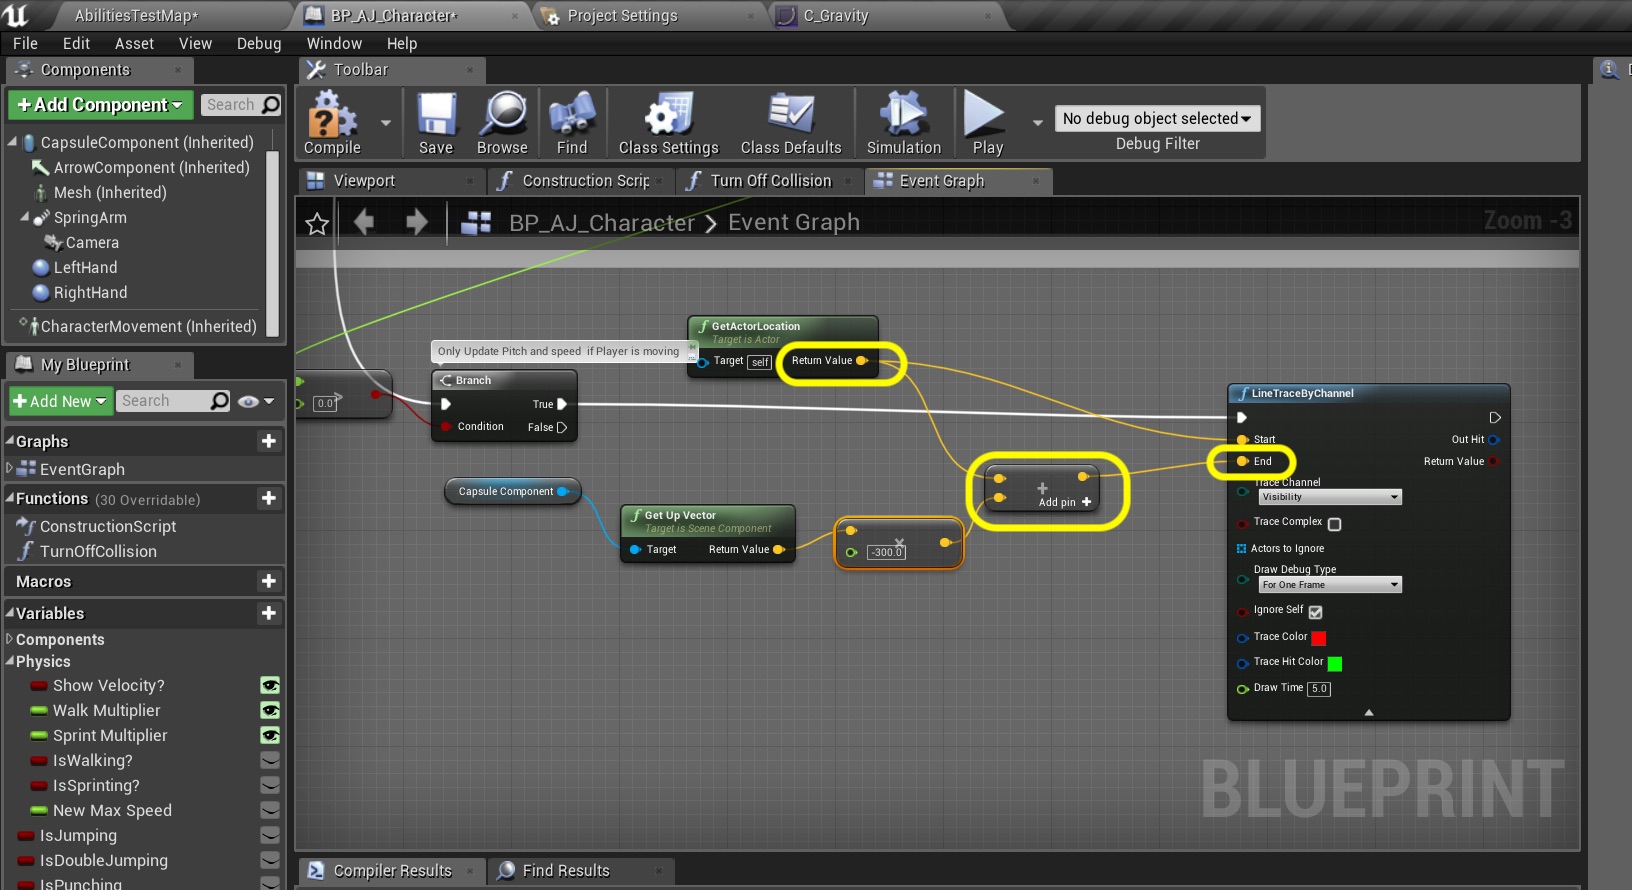 AbilitiesTestMap*
BP_AJ_Character*
Project Settings
C_Gravity
File Edit Asset View Debug Window Help
Components
Toolbar
+Add Component
Search
Compile
Save
Browse
Find
Class Settings
Class Defaults
Simulation
Play
No debug object selected
Debug Filter
CapsuleComponent (Inherited)
ArrowComponent (Inherited)
Mesh (Inherited)
SpringArm
Camera
LeftHand
RightHand
CharacterMovement (Inherited)
Viewport
Construction Scrip
Turn Off Collision
Event Graph
BP_AJ_Character > Event Graph
Zoom -3
My Blueprint
+Add New
Search
Graphs
EventGraph
Functions (30 Overridable)
ConstructionScript
TurnOffCollision
Macros
Variables
Components
Physics
Show Velocity?
Walk Multiplier
Sprint Multiplier
IsWalking?
IsSprinting?
New Max Speed
IsJumping
IsDoubleJumping
IsPunching
0.0
>
Only Update Pitch and speed if Player is moving
Branch
True
Condition
False
GetActorLocation
Target is Actor
Target self
Return Value
Capsule Component
Get Up Vector
Target is Scene Component
Target
Return Value
-300.0
Add pin +
LineTraceByChannel
Start
Out Hit
End
Return Value
Trace Channel
Visibility
Trace Complex
Actors to Ignore
Draw Debug Type
For One Frame
Ignore Self
Trace Color
Trace Hit Color
Draw Time 5.0
BLUEPRINT
Compiler Results
Find Results